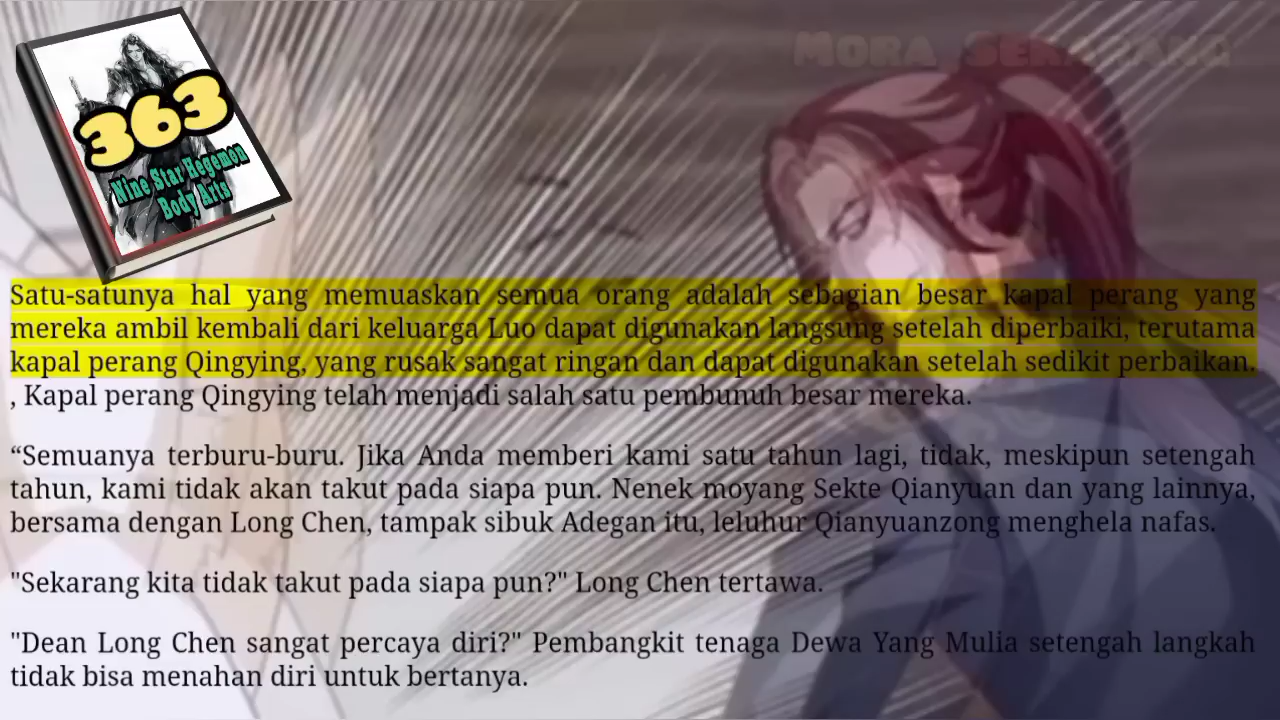 MORA SEKARANG
363
Nine Star Hegemon
Body Arts
Satu-satunya hal yang memuaskan semua orang adalah sebagian besar kapal perang yang
mereka ambil kembali dari keluarga Luo dapat digunakan langsung setelah diperbaiki, terutama
kapal perang Qingying, yang rusak sangat ringan dan dapat digunakan setelah sedikit perbaikan.
, Kapal perang Qingying telah menjadi salah satu pembunuh besar mereka.
“Semuanya terburu-buru. Jika Anda memberi kami satu tahun lagi, tidak, meskipun setengah
tahun, kami tidak akan takut pada siapa pun. Nenek moyang Sekte Qianyuan dan yang lainnya,
bersama dengan Long Chen, tampak sibuk Adegan itu, leluhur Qianyuanzong menghela nafas.
"Sekarang kita tidak takut pada siapa pun?" Long Chen tertawa.
"Dean Long Chen sangat percaya diri?" Pembangkit tenaga Dewa Yang Mulia setengah langkah
tidak bisa menahan diri untuk bertanya.